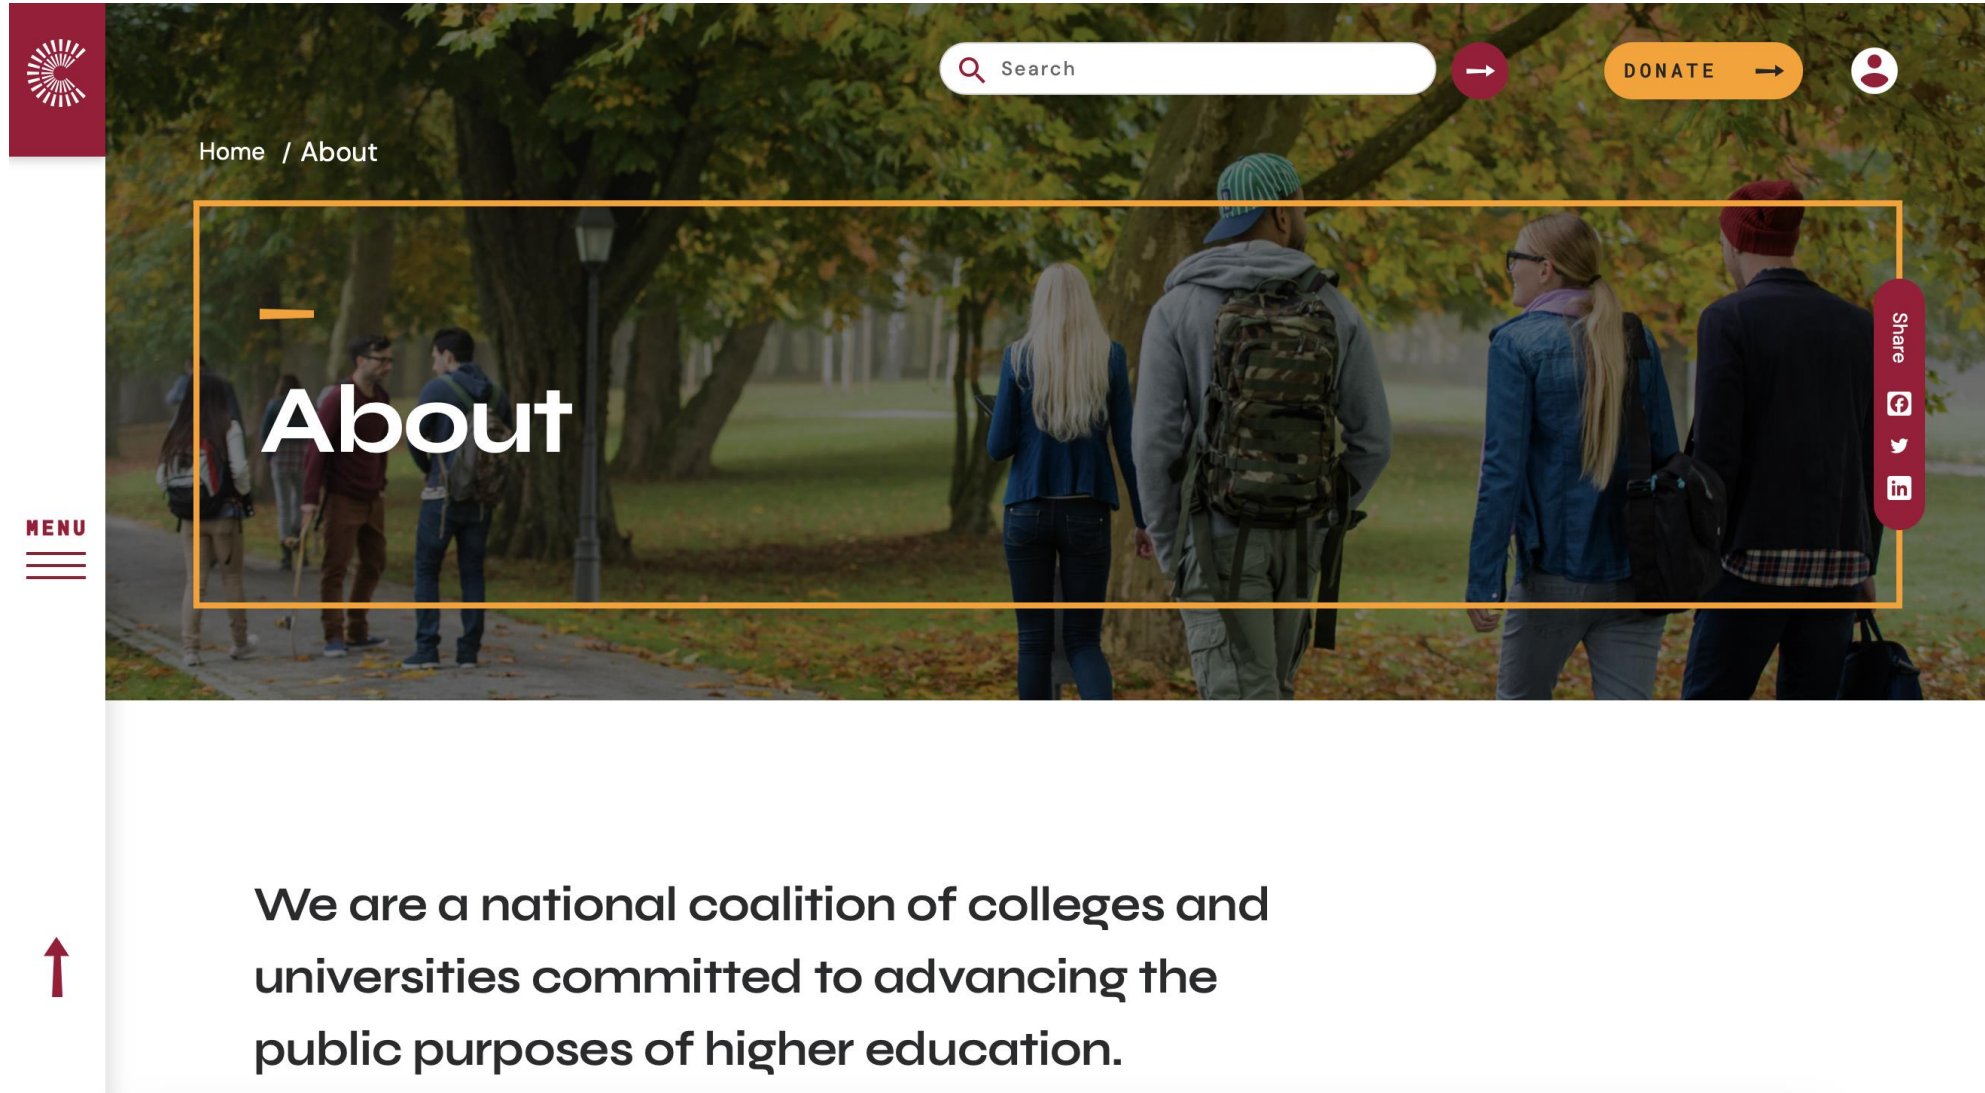 Search
DONATE
Home / About
About
Share
MENU
We are a national coalition of colleges and
universities committed to advancing the
public purposes of higher education.